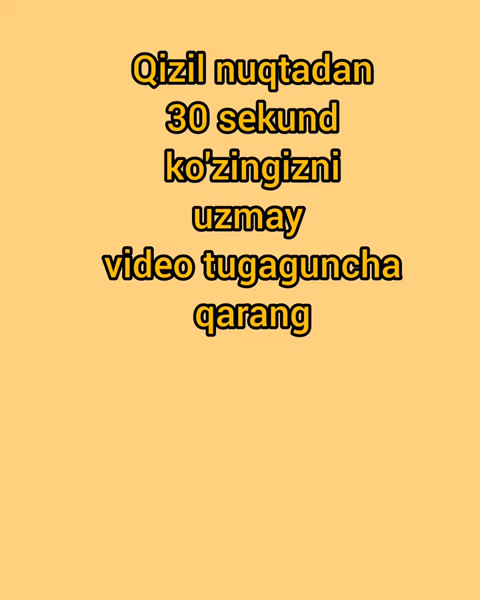 Qizil nuqtadan
30 sekund
ko'zingizni
uzmay
video tugaguncha
qarang